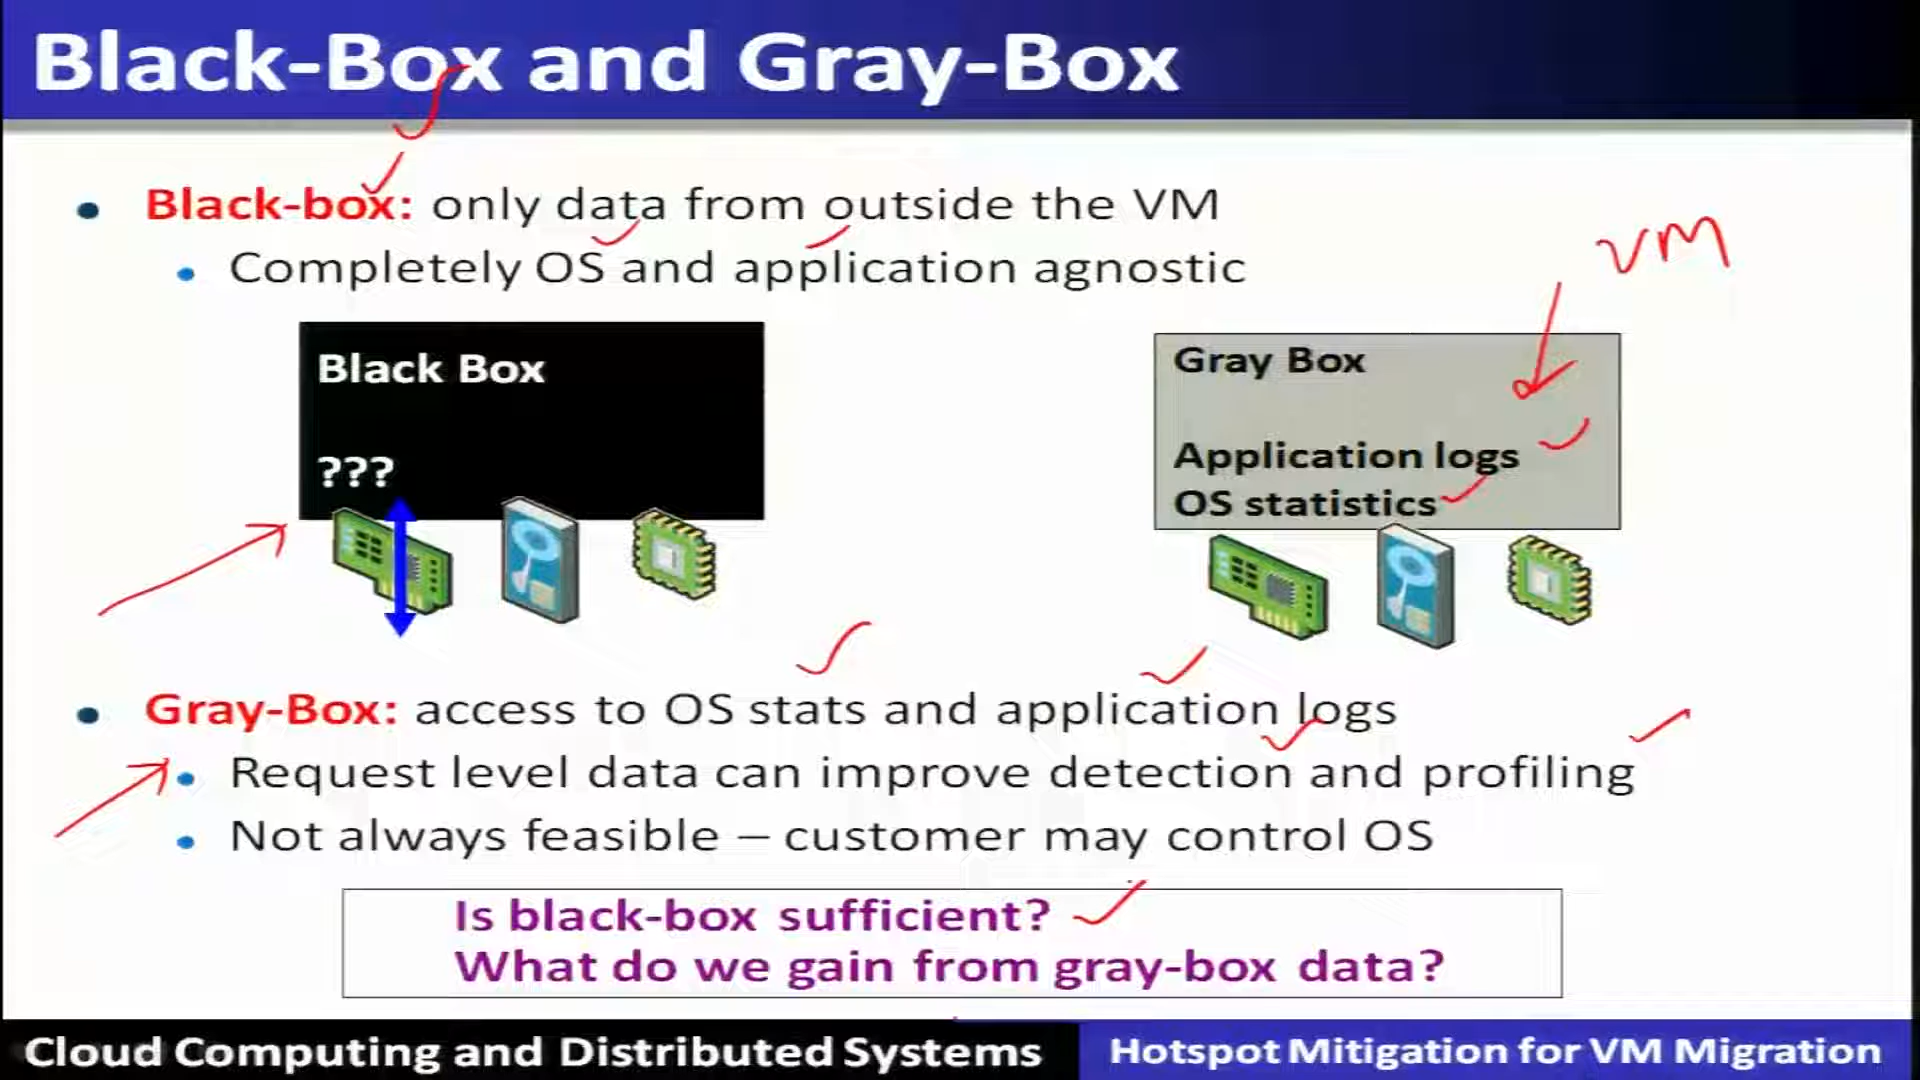 Black-Box and Gray-Box
Black-box: only data from outside the VM
Completely OS and application agnostic
VM
Black Box
???
Gray Box
Application logs
OS statistics
Gray-Box: access to OS stats and application logs
Request level data can improve detection and profiling
Not always feasible – customer may control OS
Is black-box sufficient?
What do we gain from gray-box data?
Cloud Computing and Distributed Systems
Hotspot Mitigation for VM Migration